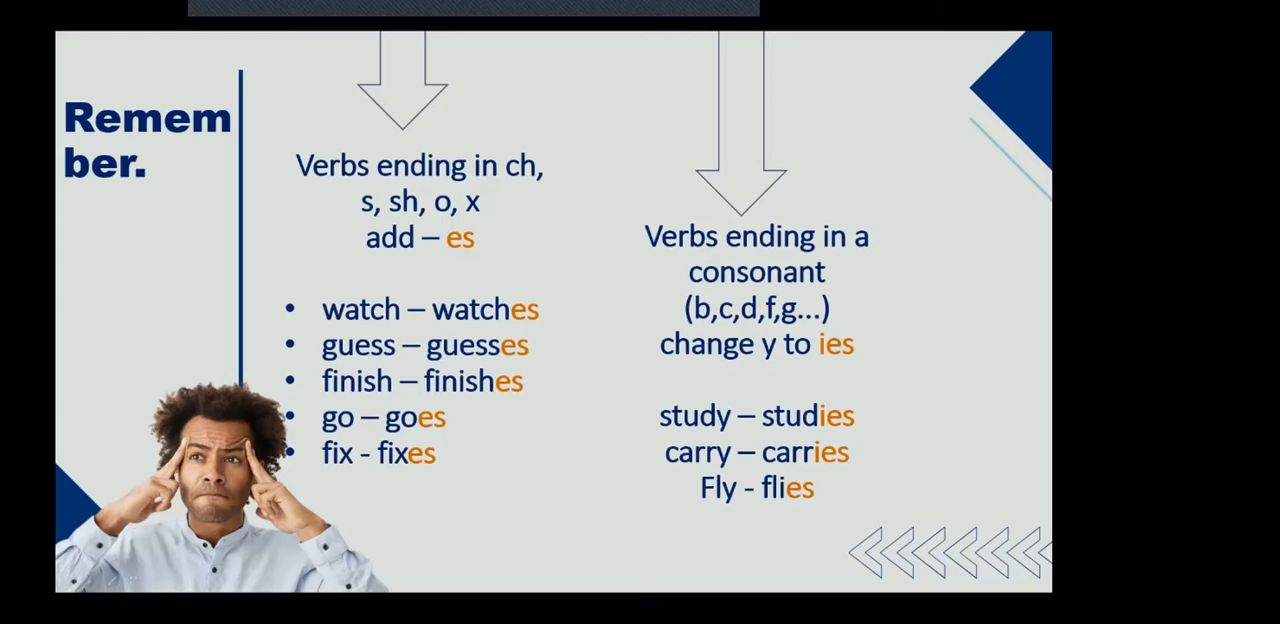 Remem
ber.
Verbs ending in ch,
s, sh, o, x
add – es
• watch – watches
• guess – guesses
• finish – finishes
• go – goes
• fix - fixes
Verbs ending in a
consonant
(b,c,d,f,g...)
change y to ies
study – studies
carry – carries
Fly - flies